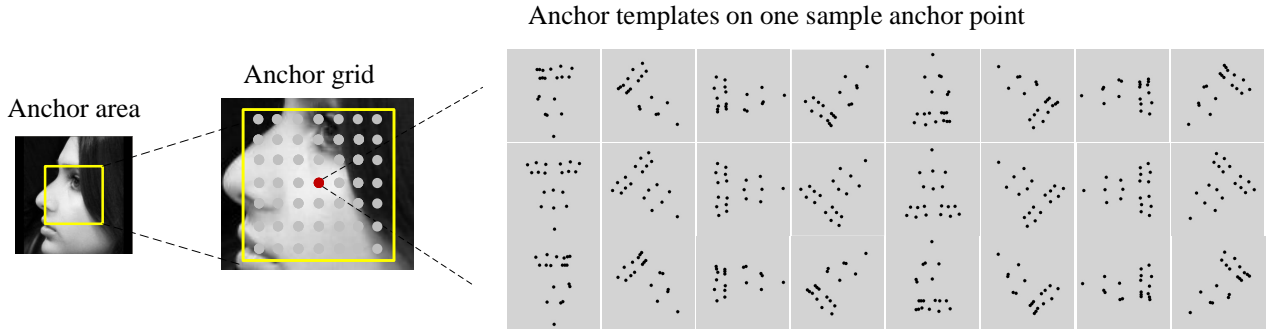 Anchor templates on one sample anchor point
Anchor grid
Anchor area